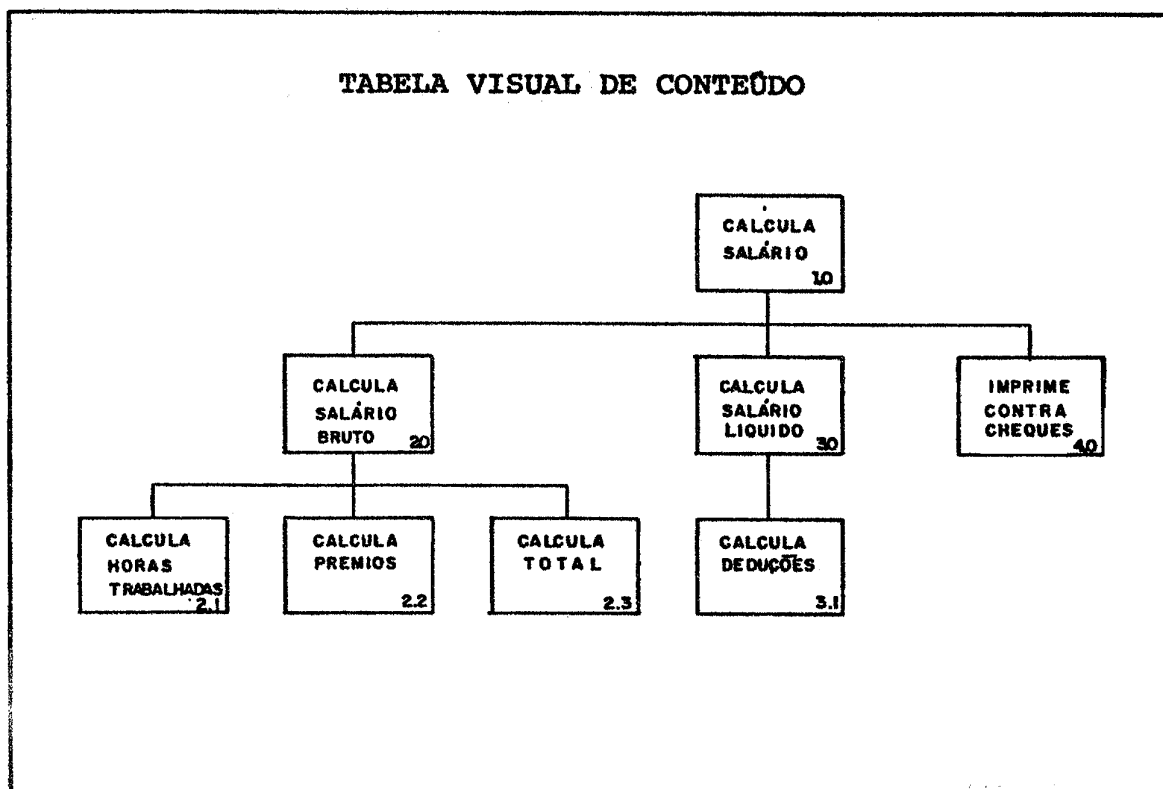 TABELA VISUAL DE CONTEÚDO
CALCULA
SALÁRIO
1.0
CALCULA
SALÁRIO
BRUTO
2.0
CALCULA
SALÁRIO
LIQUIDO
3.0
IMPRIME
CONTRA
CHEQUES
4.0
CALCULA
HORAS
TRABALHADAS
2.1
CALCULA
PREMIOS
2.2
CALCULA
TOTAL
2.3
CALCULA
DEDUÇÕES
3.1